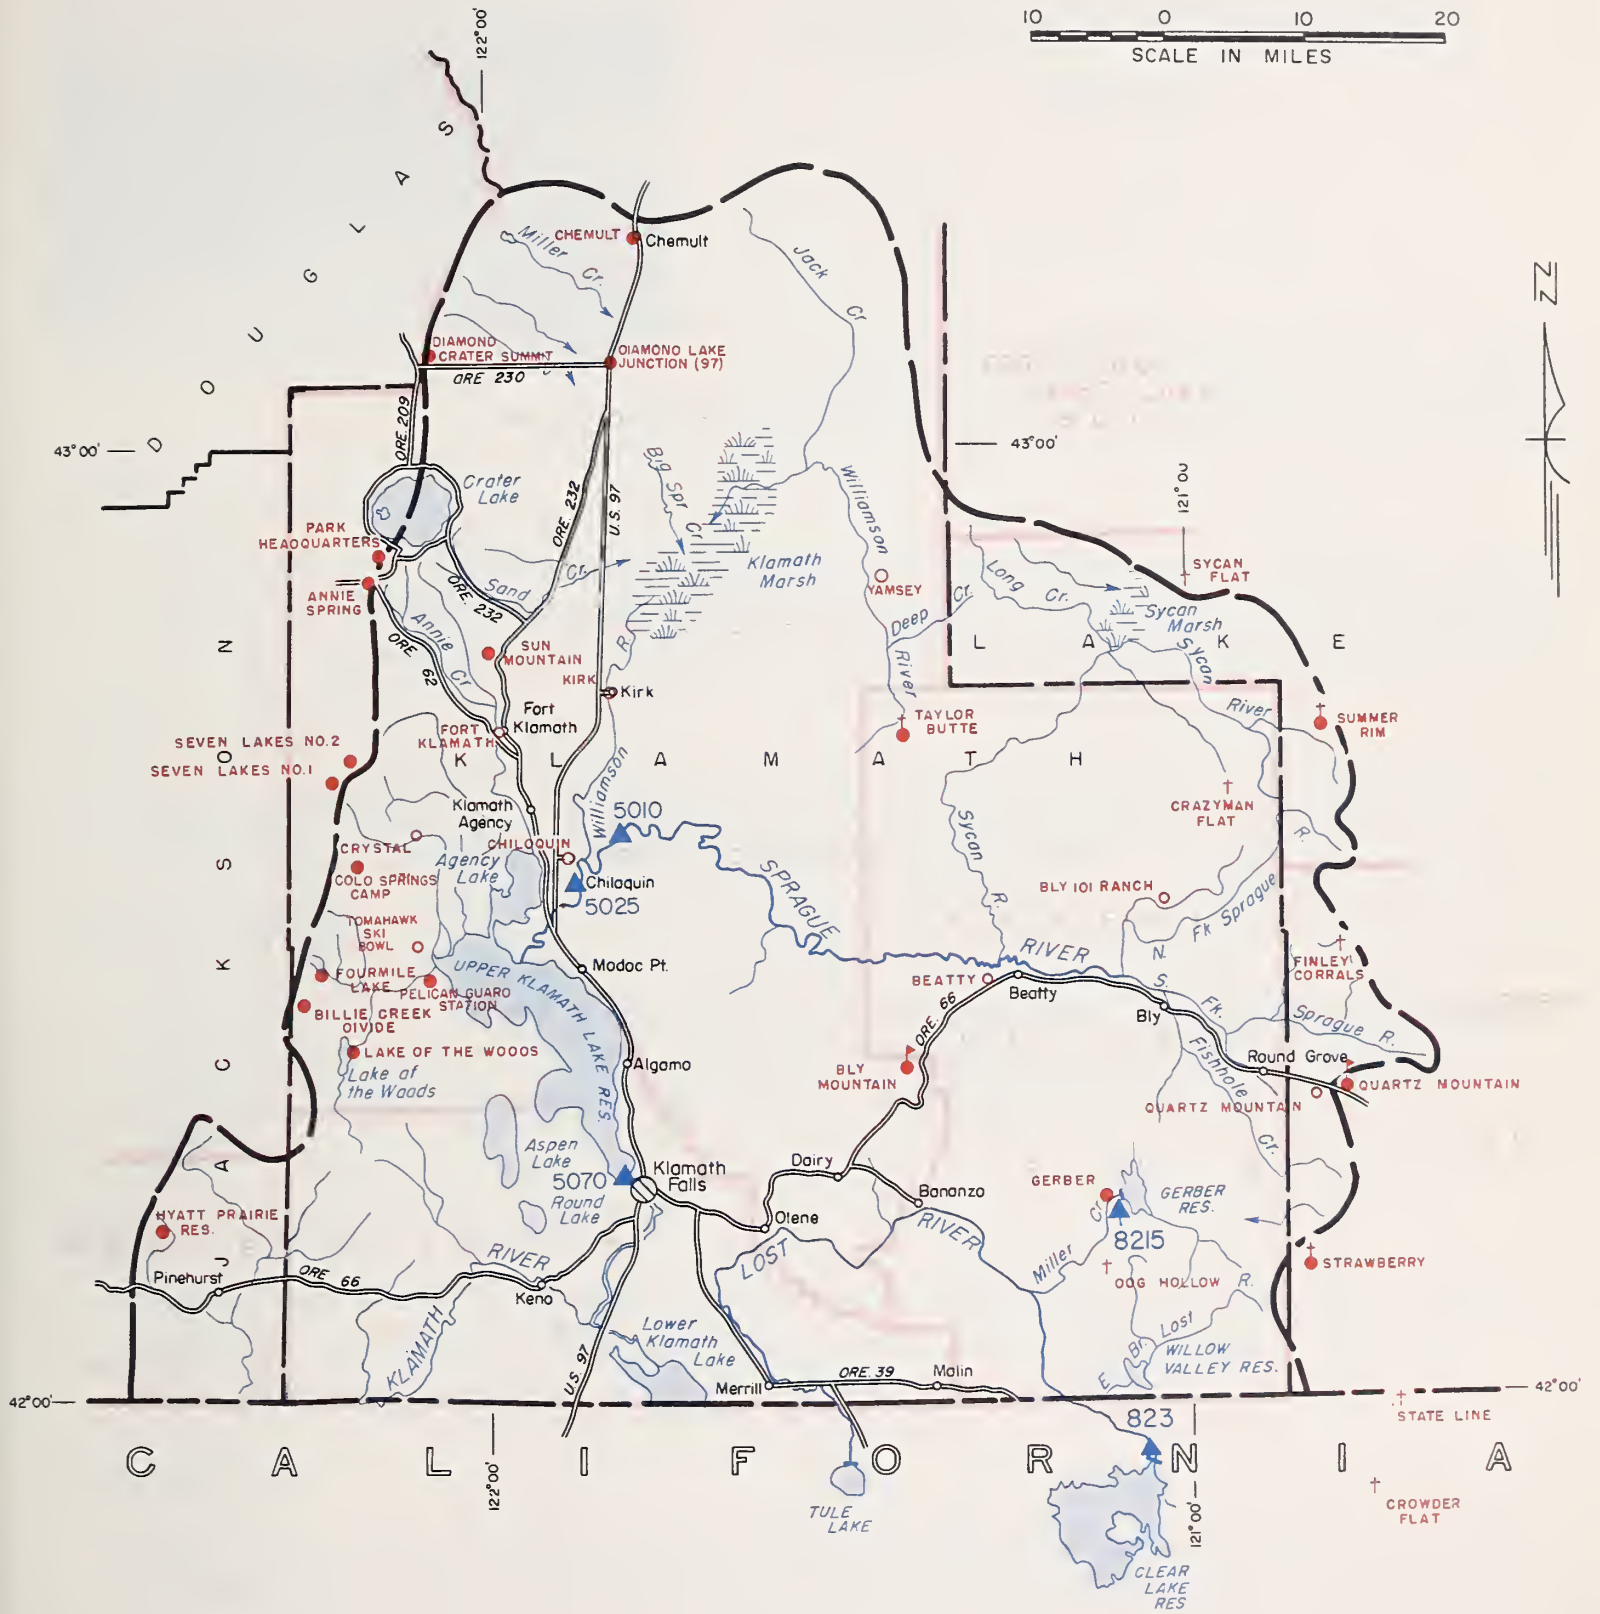 10 0 10 20
SCALE IN MILES
122°00'
DOUGLAS
CHEMULT
Chemult
Miller Cr.
Jack Cr
DIAMOND
CRATER SUMMIT
DIAMOND LAKE
JUNCTION (97)
ORE 230
ORE. 209
43°00'
43°00'
NN
Crater
Lake
ORE. 232
U.S. 97
Big Spr Cr.
Williamson
Klamath
Marsh
121°00
PARK
HEADQUARTERS
ANNIE
SPRING
Sand Cr.
ORE. 232
Annie Cr
ORE 62
SUN
MOUNTAIN
YAMSEY
Deep Cr.
River
Long Cr.
SYCAN
FLAT
Sycan
Marsh
LAKE
Sycan
River
KIRK
Kirk
R.
Fort
Klamath
FORT
KLAMATH
TAYLOR
BUTTE
SUMMER
RIM
SEVEN LAKES NO.2
SEVEN LAKES NO.1
KLAMATH
JACKSON
Williamson
Klamath
Agency
5010
CRAZYMAN
FLAT
R.
Sycan R.
CRYSTAL
CHILOQUIN
Agency
Lake
COLD SPRINGS
CAMP
Chiloquin
5025
SPRAGUE
RIVER
BLY 101 RANCH
N. Fk Sprague
TOMAHAWK
SKI
BOWL
FOURMILE
LAKE
PELICAN GUARD
STATION
UPPER KLAMATH LAKE RES.
Modoc Pt.
BEATTY
Beatty
FINLEY
CORRALS
S. Fk. Sprague R.
Bly
BILLIE CREEK
DIVIDE
LAKE OF THE WOODS
Lake of
the Woods
Algoma
ORE. 66
BLY
MOUNTAIN
Fishhole Cr.
Round Grove
QUARTZ MOUNTAIN
QUARTZ MOUNTAIN
Aspen
Lake
5070
Klamath
Falls
Round
Lake
Dairy
Bonanza
Olene
GERBER
GERBER
RES.
Cr.
8215
HYATT PRAIRIE
RES.
LOST
RIVER
Miller
DOG HOLLOW
STRAWBERRY
Pinehurst
ORE 66
RIVER
Keno
KLAMATH
U.S. 97
Lower
Klamath
Lake
Merrill
ORE. 39
Malin
E. Br. Lost R.
WILLOW
VALLEY RES.
42°00'
42°00'
STATE LINE
823
CALIFORNIA
122°00'
121°00'
TULE
LAKE
CLEAR
LAKE
RES
CROWDER
FLAT